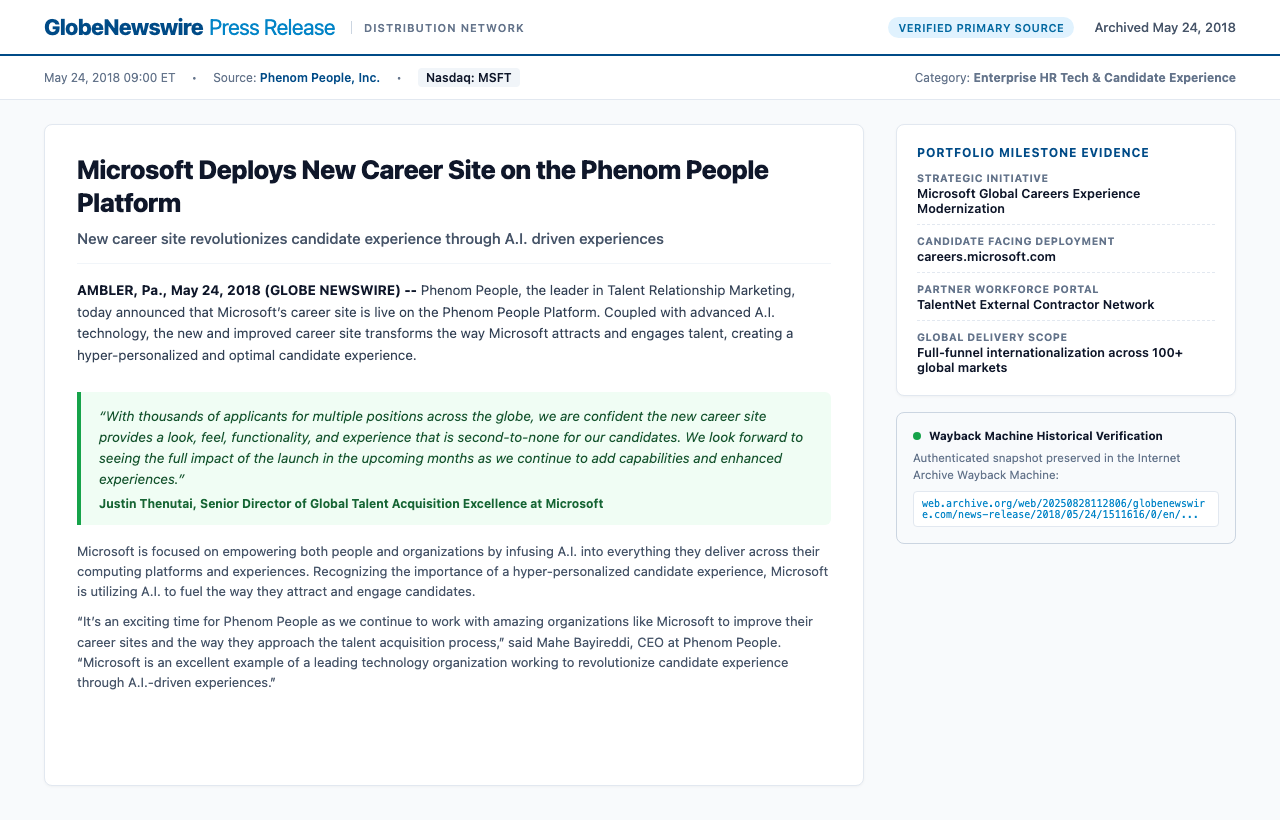 GlobeNewswire Press Release
DISTRIBUTION NETWORK
VERIFIED PRIMARY SOURCE
Archived May 24, 2018
May 24, 2018 09:00 ET • Source: Phenom People, Inc. • Nasdaq: MSFT
Category: Enterprise HR Tech & Candidate Experience
Microsoft Deploys New Career Site on the Phenom People
Platform
New career site revolutionizes candidate experience through A.I. driven experiences
AMBLER, Pa., May 24, 2018 (GLOBE NEWSWIRE) -- Phenom People, the leader in Talent Relationship Marketing,
today announced that Microsoft’s career site is live on the Phenom People Platform. Coupled with advanced A.I.
technology, the new and improved career site transforms the way Microsoft attracts and engages talent, creating a
hyper-personalized and optimal candidate experience.
“With thousands of applicants for multiple positions across the globe, we are confident the new career site
provides a look, feel, functionality, and experience that is second-to-none for our candidates. We look forward to
seeing the full impact of the launch in the upcoming months as we continue to add capabilities and enhanced
experiences.”
Justin Thenutai, Senior Director of Global Talent Acquisition Excellence at Microsoft
Microsoft is focused on empowering both people and organizations by infusing A.I. into everything they deliver across their
computing platforms and experiences. Recognizing the importance of a hyper-personalized candidate experience, Microsoft
is utilizing A.I. to fuel the way they attract and engage candidates.
“It’s an exciting time for Phenom People as we continue to work with amazing organizations like Microsoft to improve their
career sites and the way they approach the talent acquisition process,” said Mahe Bayireddi, CEO at Phenom People.
“Microsoft is an excellent example of a leading technology organization working to revolutionize candidate experience
through A.I.-driven experiences.”
PORTFOLIO MILESTONE EVIDENCE
STRATEGIC INITIATIVE
Microsoft Global Careers Experience
Modernization
CANDIDATE FACING DEPLOYMENT
careers.microsoft.com
PARTNER WORKFORCE PORTAL
TalentNet External Contractor Network
GLOBAL DELIVERY SCOPE
Full-funnel internationalization across 100+
global markets
Wayback Machine Historical Verification
Authenticated snapshot preserved in the Internet
Archive Wayback Machine:
web.archive.org/web/20250828112806/globenewswir
e.com/news-release/2018/05/24/1511616/0/en/...